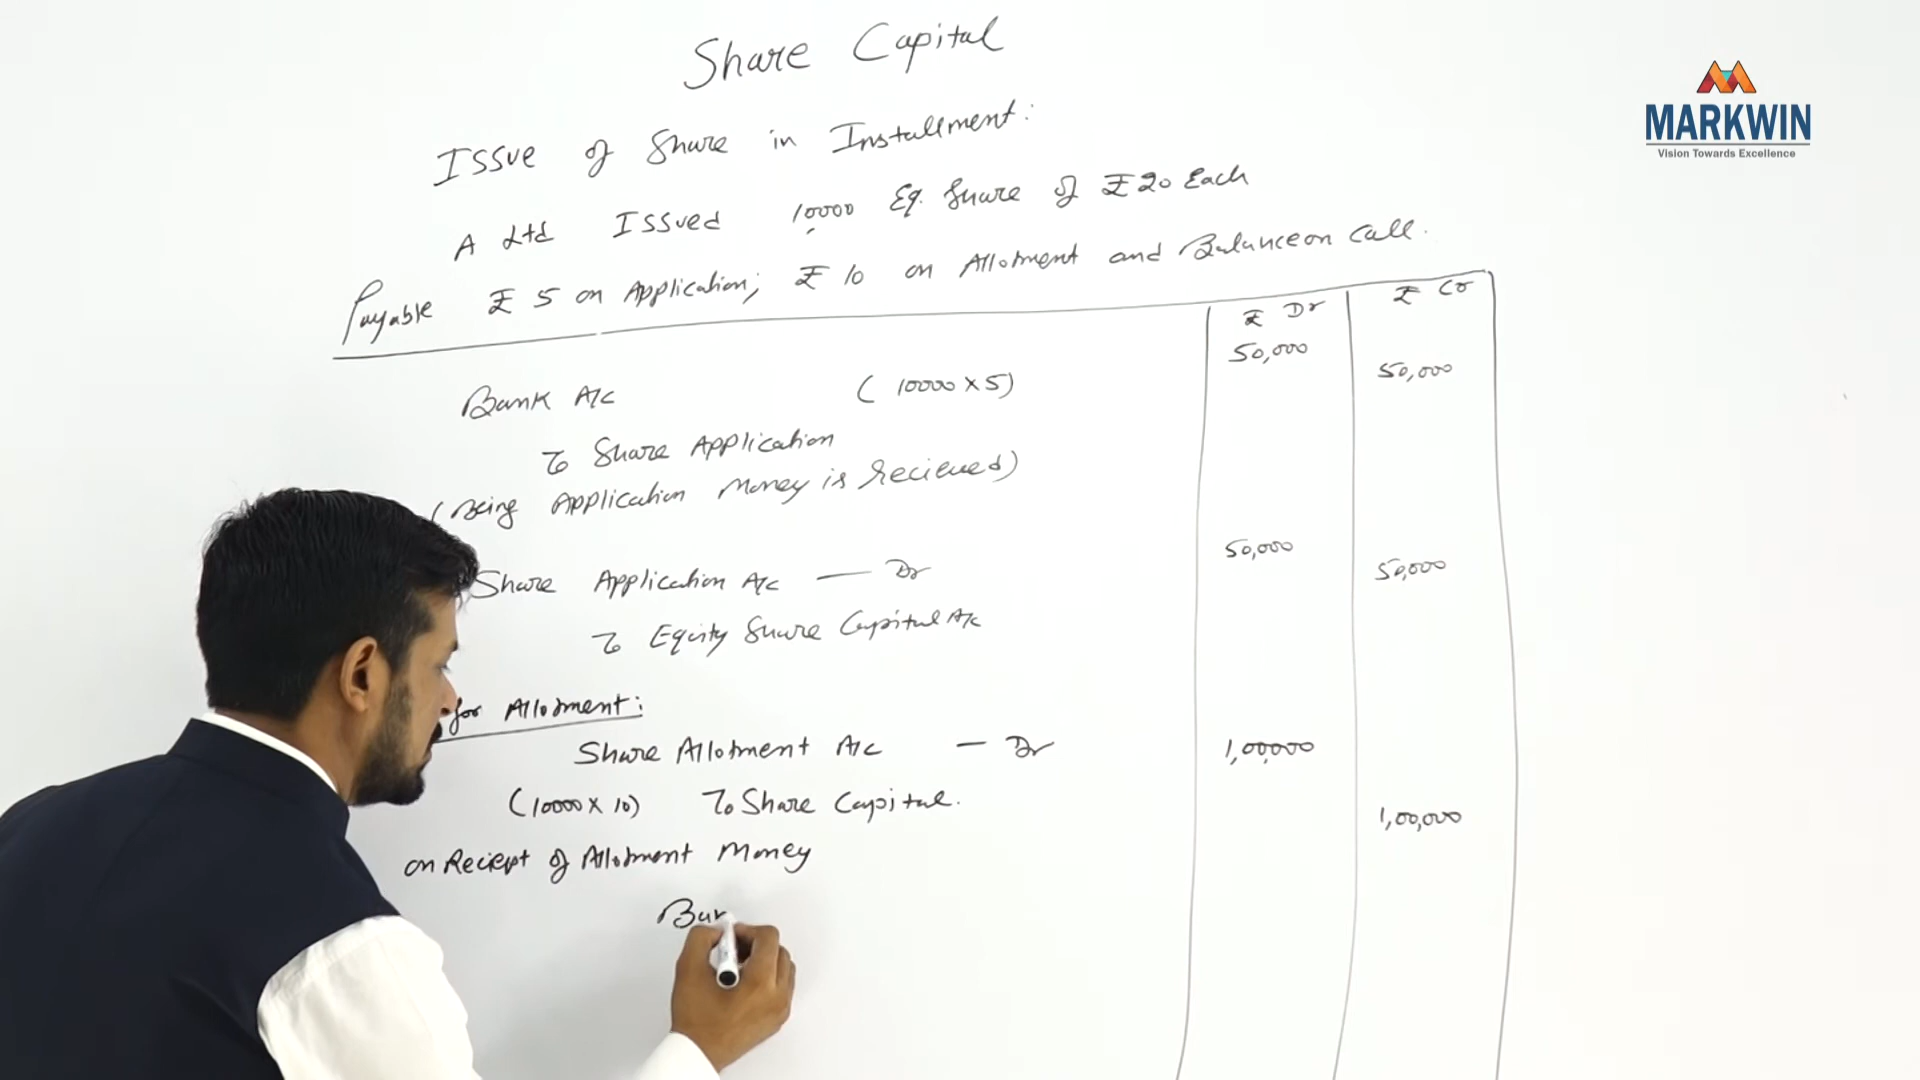 Share Capital
MARKWIN
Vision Towards Excellence
Issue of Share in Installment:
A Ltd Issued 10,000 Eq. Share of ₹20 Each
Payable ₹ 5 on Application; ₹ 10 on Allotment and Balance on Call.
₹ Dr ₹ Cr
Bank A/c (10000 × 5) 50,000
To Share Application 50,000
(Being Application Money is Recieved)
Share Application A/c — Dr 50,000
To Equity Share Capital A/c 50,000
for Allotment:
Share Allotment A/c — Dr 1,00,000
(10000 × 10) To Share Capital. 1,00,000
on Reciept of Allotment Money
Ban